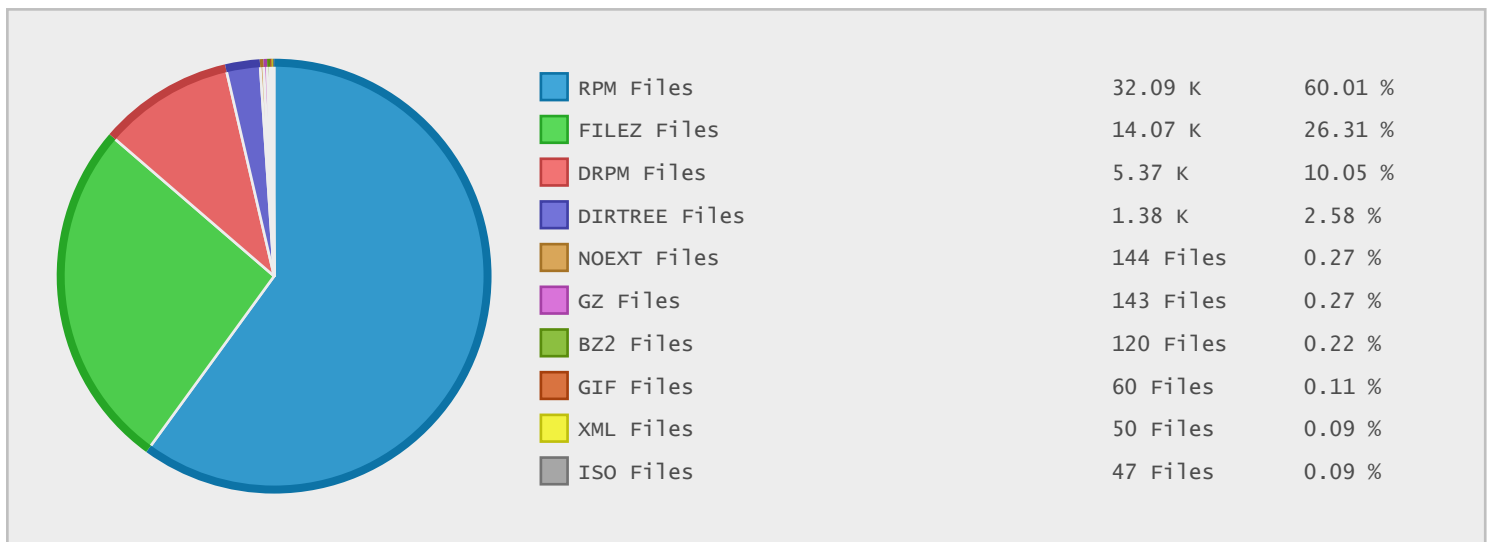 RPM Files 32.09 K 60.01 %
FILEZ Files 14.07 K 26.31 %
DRPM Files 5.37 K 10.05 %
DIRTREE Files 1.38 K 2.58 %
NOEXT Files 144 Files 0.27 %
GZ Files 143 Files 0.27 %
BZ2 Files 120 Files 0.22 %
GIF Files 60 Files 0.11 %
XML Files 50 Files 0.09 %
ISO Files 47 Files 0.09 %